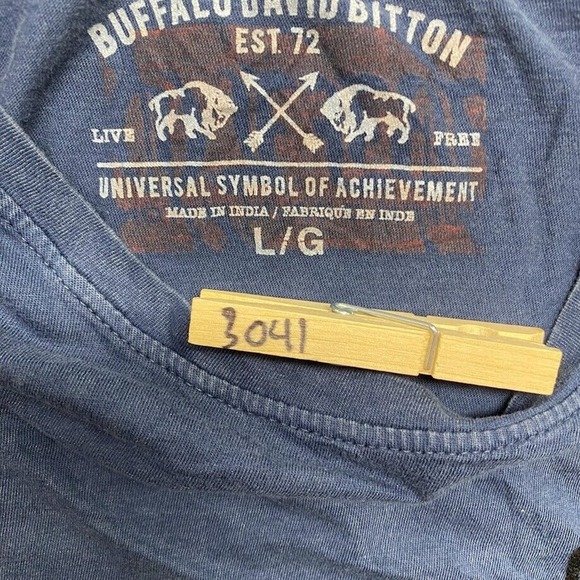 BUFFALO DAVID BITTON
EST. 72
LIVE FREE
UNIVERSAL SYMBOL OF ACHIEVEMENT
MADE IN INDIA / FABRIQUÉ EN INDE
L/G
3041